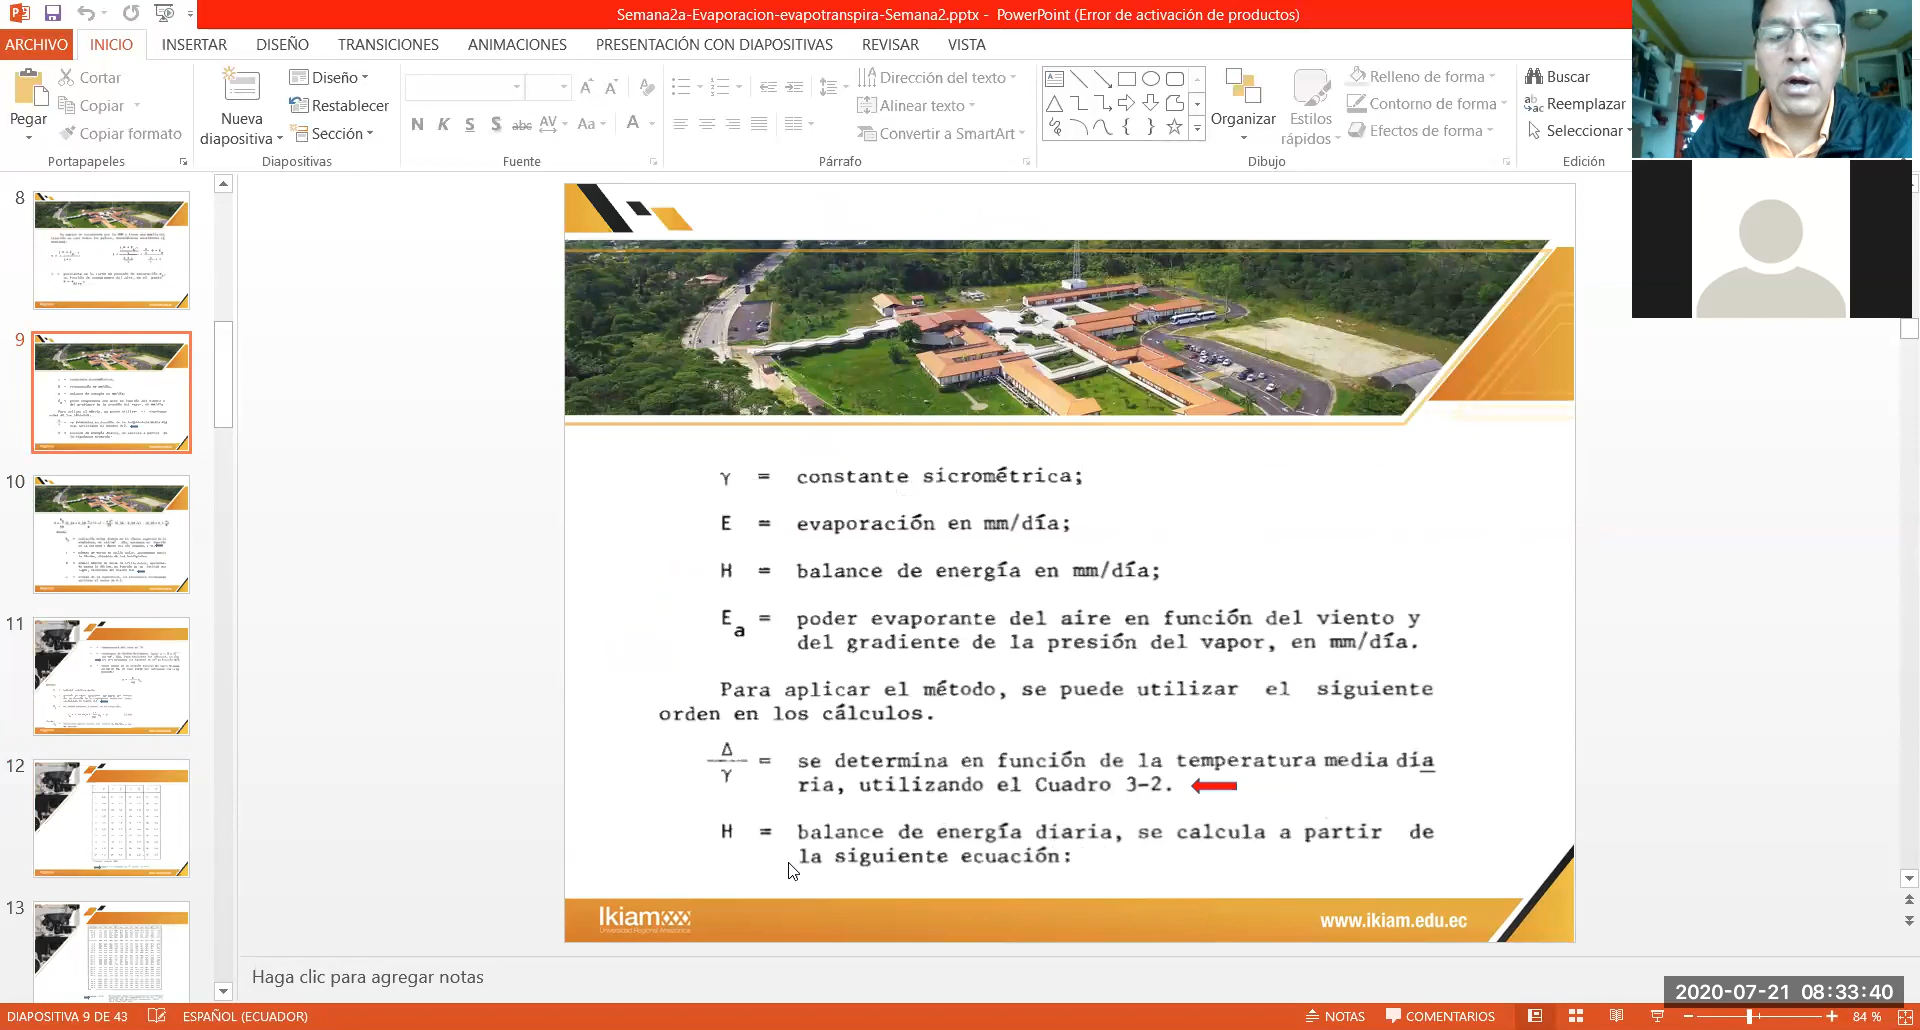 Semana2a-Evaporacion-evapotranspira-Semana2.pptx - PowerPoint (Error de activación de productos)
ARCHIVO INICIO INSERTAR DISEÑO TRANSICIONES ANIMACIONES PRESENTACIÓN CON DIAPOSITIVAS REVISAR VISTA
Pegar
Cortar
Copiar
Copiar formato
Portapapeles
Nueva
diapositiva
Diseño
Restablecer
Sección
Diapositivas
N K S S abc AV Aa A
Fuente
Dirección del texto
Alinear texto
Convertir a SmartArt
Párrafo
Organizar
Estilos
rápidos
Relleno de forma
Contorno de forma
Efectos de forma
Dibujo
Buscar
Reemplazar
Seleccionar
Edición
8
9
10
11
12
13
γ = constante sicrométrica;
E = evaporación en mm/día;
H = balance de energía en mm/día;
Ea = poder evaporante del aire en función del viento y
del gradiente de la presión del vapor, en mm/día.
Para aplicar el método, se puede utilizar el siguiente
orden en los cálculos.
Δ/γ = se determina en función de la temperatura media día
ria, utilizando el Cuadro 3-2.
H = balance de energía diaria, se calcula a partir de
la siguiente ecuación:
Ikiam
Universidad Regional Amazónica
www.ikiam.edu.ec
Haga clic para agregar notas
2020-07-21 08:33:40
DIAPOSITIVA 9 DE 43 ESPAÑOL (ECUADOR) NOTAS COMENTARIOS 84 %